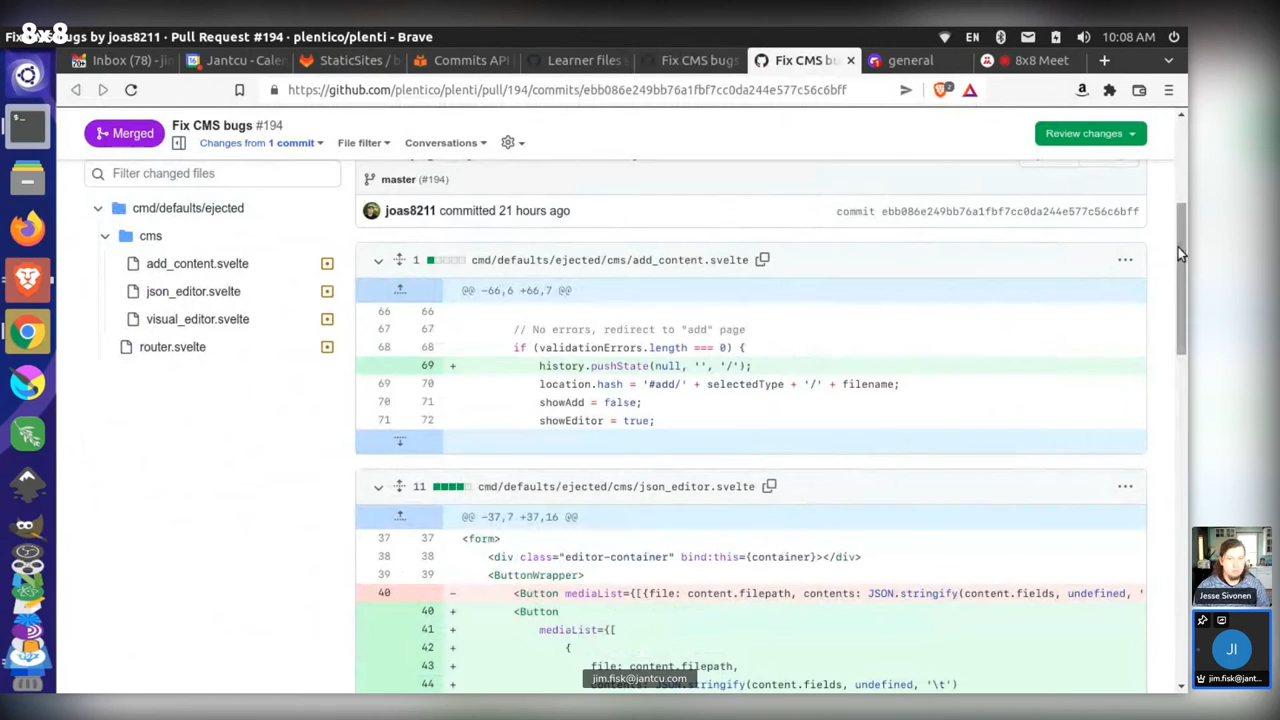 8x8
Fix CMS bugs by joas8211 · Pull Request #194 · plentico/plenti - Brave
EN
10:08 AM
70+
Inbox (78) - ji
Jantcu - Cale
StaticSites / b
Commits API
Learner files
Fix CMS bugs
Fix CMS bu
general
8x8 Meet
https://github.com/plentico/plenti/pull/194/commits/ebb086e249bb76a1fbf7cc0da244e577c56c6bff
2
Merged
Fix CMS bugs #194
Changes from 1 commit
File filter
Conversations
Review changes
Filter changed files
cmd/defaults/ejected
cms
add_content.svelte
json_editor.svelte
visual_editor.svelte
router.svelte
master (#194)
joas8211 committed 21 hours ago
commit ebb086e249bb76a1fbf7cc0da244e577c56c6bff
1 cmd/defaults/ejected/cms/add_content.svelte
@@ -66,6 +66,7 @@
66 66
67 67 // No errors, redirect to "add" page
68 68 if (validationErrors.length === 0) {
69 + history.pushState(null, '', '/');
69 70 location.hash = '#add/' + selectedType + '/' + filename;
70 71 showAdd = false;
71 72 showEditor = true;
11 cmd/defaults/ejected/cms/json_editor.svelte
@@ -37,7 +37,16 @@
37 37 <form>
38 38 <div class="editor-container" bind:this={container}></div>
39 39 <ButtonWrapper>
40 - <Button mediaList={[{file: content.filepath, contents: JSON.stringify(content.fields, undefined, '
40 + <Button
41 + mediaList={[
42 + {
43 + file: content.filepath,
44 + contents: JSON.stringify(content.fields, undefined, '\t')
jim.fisk@jantcu.com
Jesse Sivonen
JI
jim.fisk@jant...